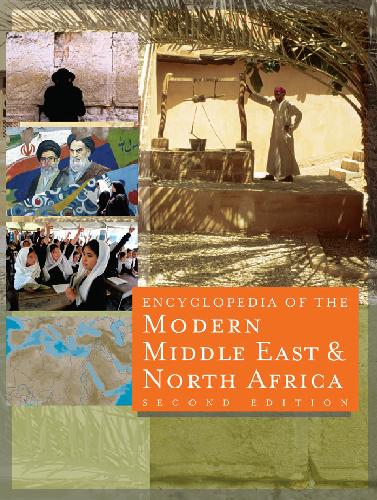 ENCYCLOPEDIA OF THE
MODERN
MIDDLE EAST &
NORTH AFRICA
SECOND EDITION